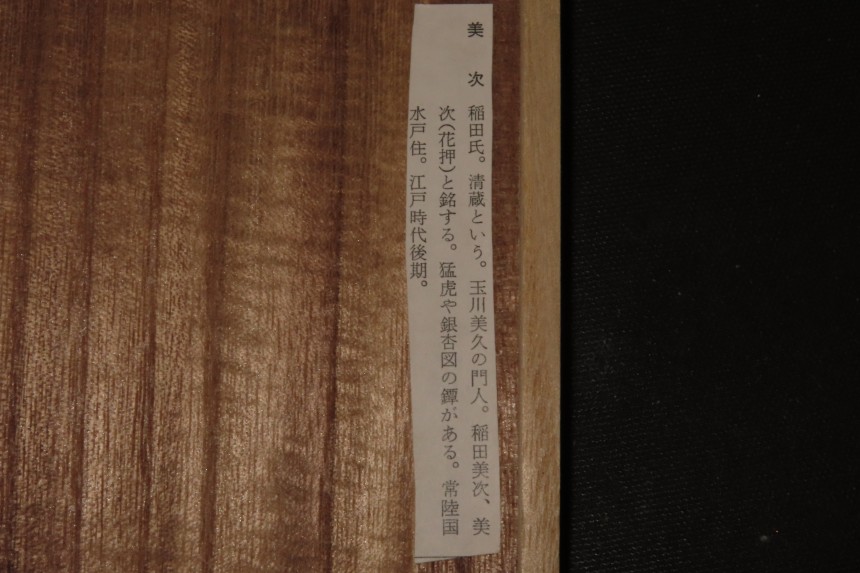 美次 稲田氏。清蔵という。玉川美久の門人。稲田美次、美
次(花押)と銘する。猛虎や銀杏図の鐔がある。常陸国
水戸住。江戸時代後期。